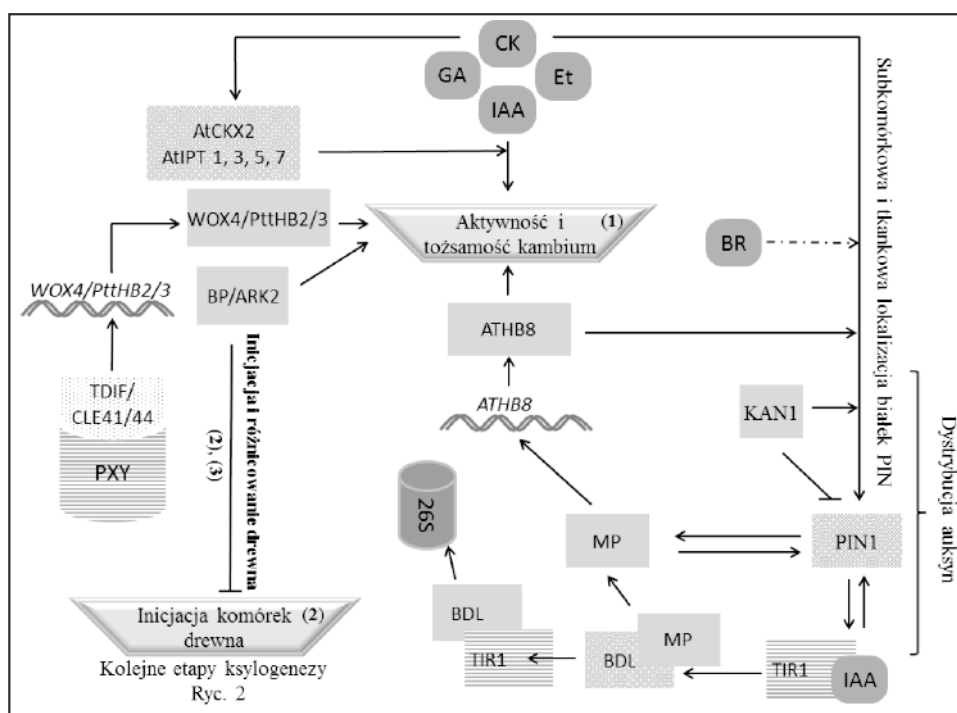 CK
GA
Et
IAA
AtCKX2
AtIPT 1, 3, 5, 7
WOX4/PttHB2/3
Aktywność i (1)
tożsamość kambium
BR
Subkomórkowa i tkankowa lokalizacja białek PIN
WOX4/PttHB2/3
BP/ARK2
ATHB8
TDIF/
CLE41/44
PXY
Inicjacja i różnicowanie drewna
(2), (3)
ATHB8
KAN1
Dystrybucja auksyn
26S
MP
PIN1
BDL
TIR1
BDL
MP
TIR1
IAA
Inicjacja komórek (2)
drewna
Kolejne etapy ksylogenezy
Ryc. 2